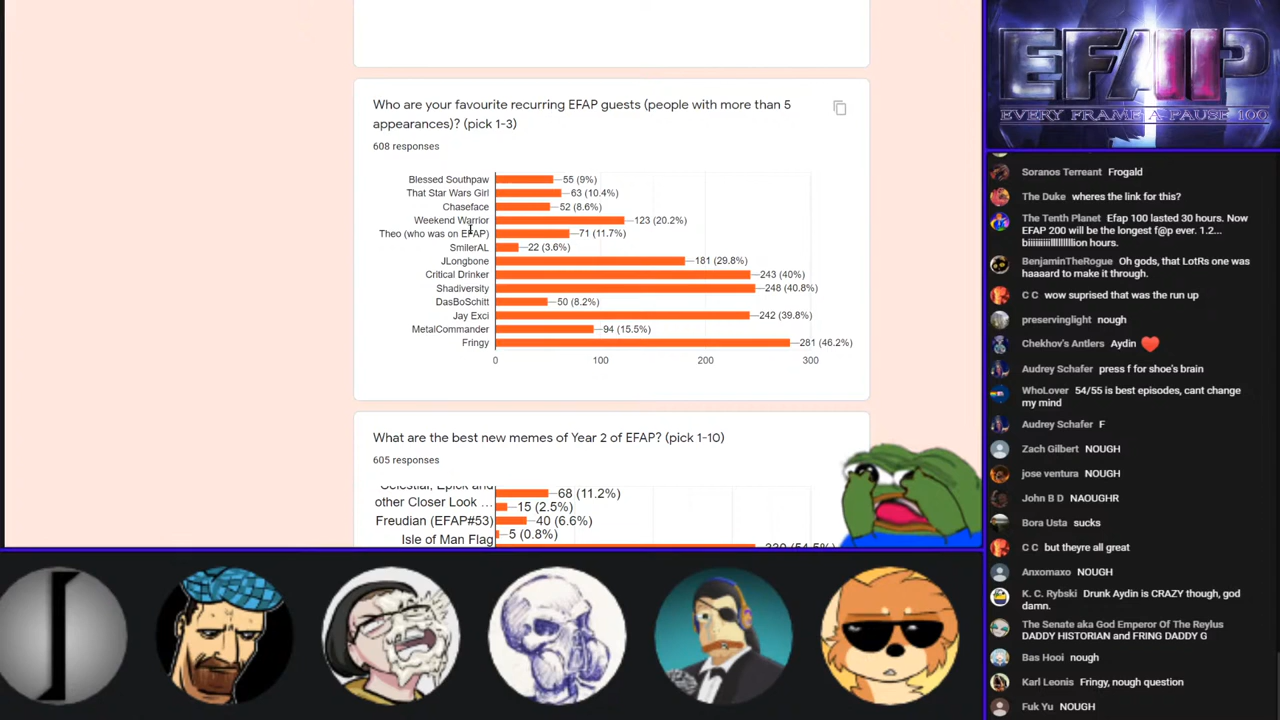 Who are your favourite recurring EFAP guests (people with more than 5
appearances)? (pick 1-3)
608 responses
Blessed Southpaw 55 (9%)
That Star Wars Girl 63 (10.4%)
Chaseface 52 (8.6%)
Weekend Warrior 123 (20.2%)
Theo (who was on EFAP) 71 (11.7%)
SmilerAL 22 (3.6%)
JLongbone 181 (29.8%)
Critical Drinker 243 (40%)
Shadiversity 248 (40.8%)
DasBoSchitt 50 (8.2%)
Jay Exci 242 (39.8%)
MetalCommander 94 (15.5%)
Fringy 281 (46.2%)
0 100 200 300
What are the best new memes of Year 2 of EFAP? (pick 1-10)
605 responses
Celestial, Epick and
68 (11.2%)
other Closer Look ...
15 (2.5%)
Freudian (EFAP#53) 40 (6.6%)
5 (0.8%)
Isle of Man Flag
330 (54.5%)
EFAP
EVERY FRAME A PAUSE 100
Soranos Terreant Frogald
The Duke wheres the link for this?
The Tenth Planet Efap 100 lasted 30 hours. Now
EFAP 200 will be the longest f@p ever. 1.2...
BenjaminTheRogue Oh gods, that LotRs one was
haaaard to make it through.
C C wow suprised that was the run up
preservinglight nough
Chekhov's Antlers Aydin ❤
Audrey Schafer press f for shoe's brain
WhoLover 54/55 is best episodes, cant change
my mind
Audrey Schafer F
Zach Gilbert NOUGH
jose ventura NOUGH
John B D NAOUGHR
Bora Usta sucks
C C but theyre all great
Anxomaxo NOUGH
K. C. Rybski Drunk Aydin is CRAZY though, god
damn.
The Senate aka God Emperor Of The Reylus
DADDY HISTORIAN and FRING DADDY G
Bas Hooi nough
Karl Leonis Fringy, nough question
Fuk Yu NOUGH